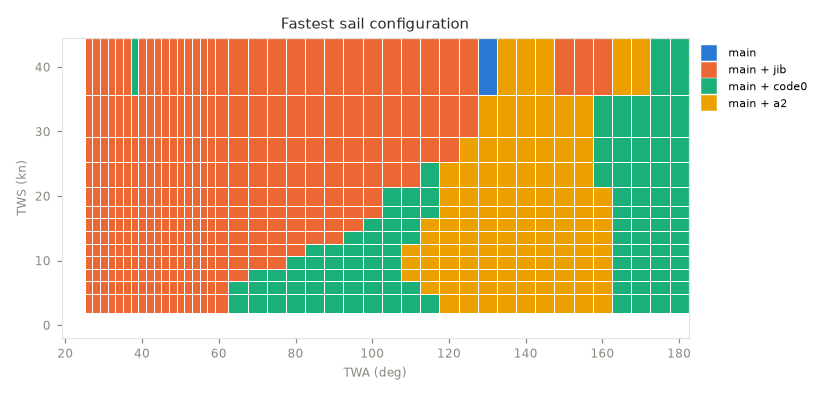 Fastest sail configuration
main
main + jib
main + code0
main + a2
TWS (kn)
40
30
20
10
0
20 40 60 80 100 120 140 160 180
TWA (deg)